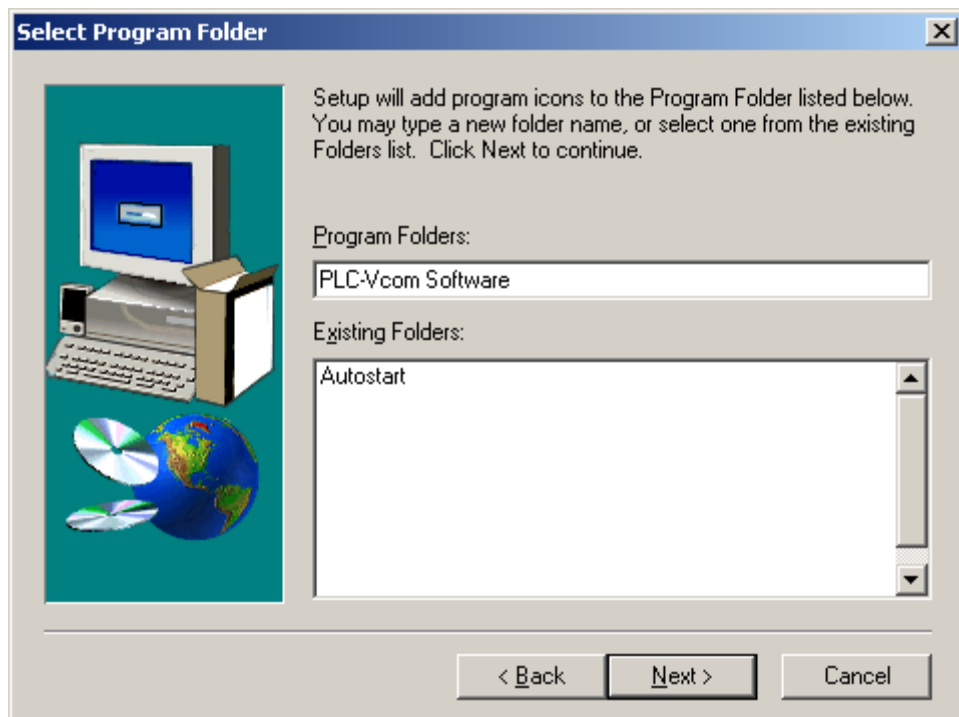 Select Program Folder
Setup will add program icons to the Program Folder listed below.
You may type a new folder name, or select one from the existing
Folders list.  Click Next to continue.
Program Folders:
PLC-Vcom Software
Existing Folders:
Autostart
< Back
Next >
Cancel